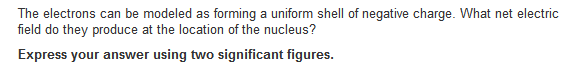 The electrons can be modeled as forming a uniform shell of negative charge. What net electric
field do they produce at the location of the nucleus?
Express your answer using two significant figures.